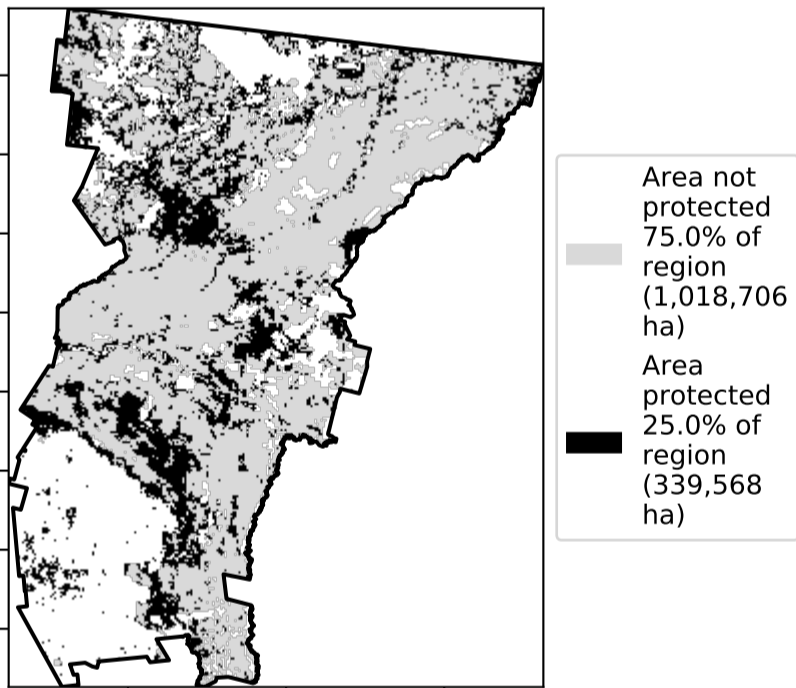 Area not
protected
75.0% of
region
(1,018,706
ha)
Area
protected
25.0% of
region
(339,568
ha)